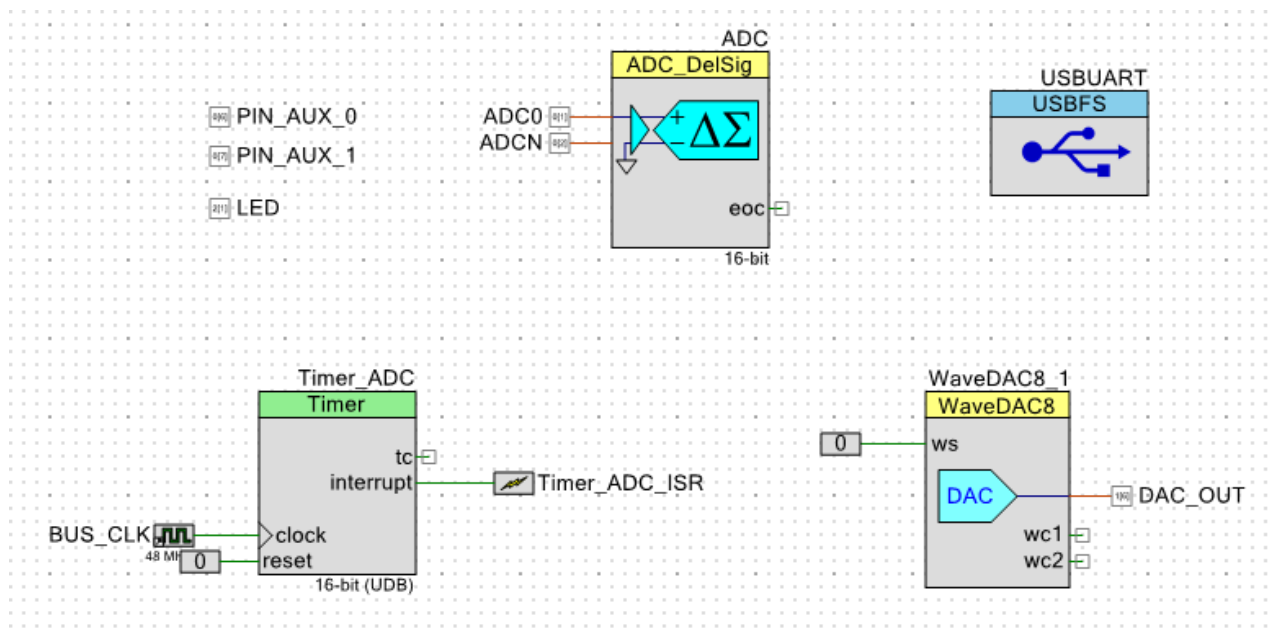 ADC
ADC_DelSig
USBUART
USBFS
PIN_AUX_0
ADC0
+
ΔΣ
PIN_AUX_1
ADCN
−
LED
eoc
16-bit
Timer_ADC
Timer
WaveDAC8_1
WaveDAC8
0
ws
tc
interrupt
Timer_ADC_ISR
DAC
DAC_OUT
BUS_CLK
clock
wc1
48
0
reset
wc2
16-bit (UDB)